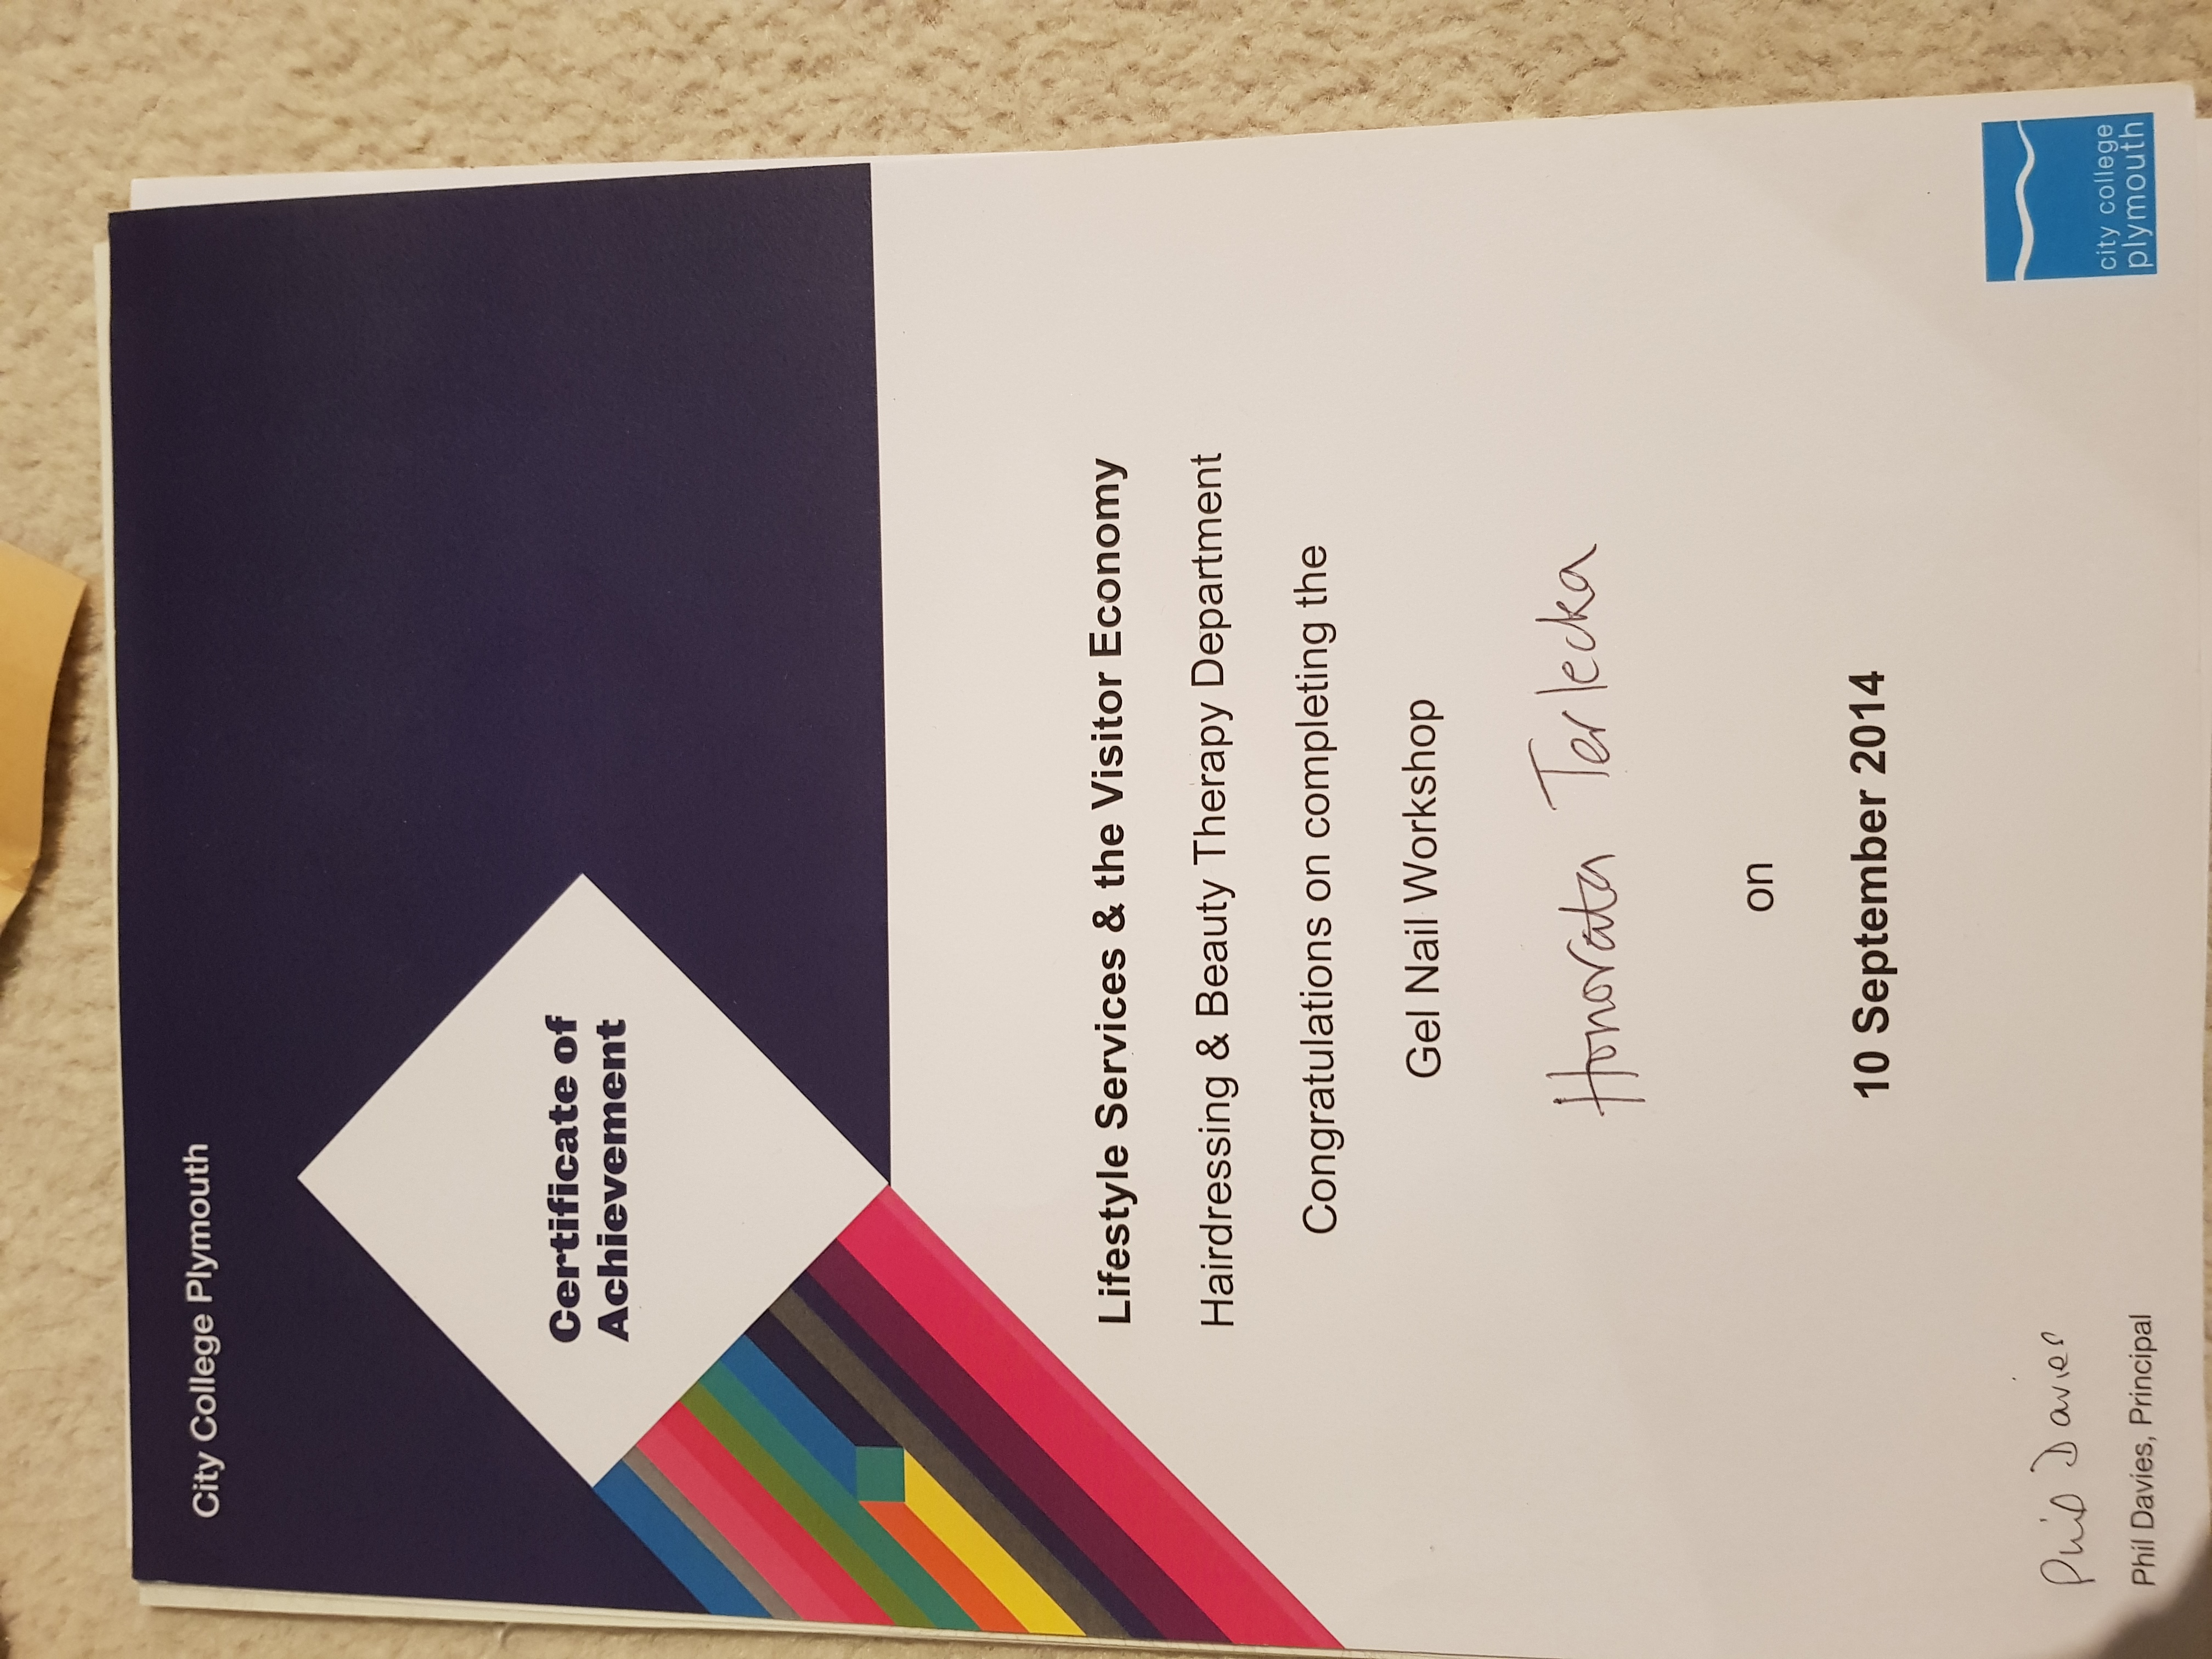 City College Plymouth
Certificate of
Achievement
Lifestyle Services & the Visitor Economy
Hairdressing & Beauty Therapy Department
Congratulations on completing the
Gel Nail Workshop
Honorata Terlecka
on
10 September 2014
Phil Davies
Phil Davies, Principal
city college
plymouth